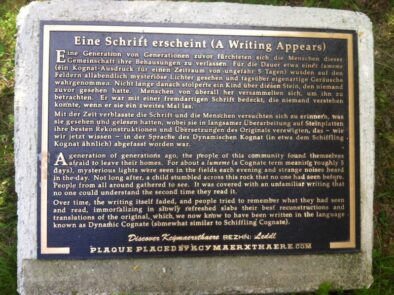 Eine Schrift erscheint (A Writing Appears)
Eine Generation von Generationen zuvor fürchteten sich die Menschen dieser
Gemeinschaft ihre Behausungen zu verlassen. Für die Dauer etwa eines lumens
(ein Kognat-Ausdruck für einen Zeitraum von ungefähr 5 Tagen) wurden auf den
Feldern allabendlich mysteriöse Lichter gesehen und tagsüber eigenartige Geräusche
wahrgenommen. Nicht lange danach stolperte ein Kind über diesen Stein, den niemand
zuvor gesehen hatte. Menschen von überall her versammelten sich, um ihn zu
betrachten. Er war mit einer fremdartigen Schrift bedeckt, die niemand verstehen
konnte, wenn er sie ein zweites mal las.
Mit der Zeit verblasste die Schrift und die Menschen versuchten sich zu erinnern, was
sie gesehen und gelesen hatten, wobei sie in langsamer Überarbeitung auf Steinplatten
ihre besten Rekonstruktionen und Übersetzungen des Originals verewigten, das – wie
wir jetzt wissen – in der Sprache des Dynamischen Kognat (in etwa dem Schiffling
Kognat ähnlich) abgefasst worden war.
A generation of generations ago, the people of this community found themselves
afraid to leave their homes. For about a lumens (a Cognate term meaning roughly 5
days), mysterious lights were seen in the fields each evening and strange noises heard
in the day. Not long after, a child stumbled across this rock that no one had seen before.
People from all around gathered to see. It was covered with an unfamiliar writing that
no one could understand the second time they read it.
Over time, the writing itself faded, and people tried to remember what they had seen
and read, immortalizing in slowly refreshed slabs their best reconstructions and
translations of the original, which we now know to have been written in the language
known as Dynamic Cognate (somewhat similar to Schiffling Cognate).
Discover Kcymaerxthaere
PLAQUE PLACED BY KCYMAERXTHAERE.COM